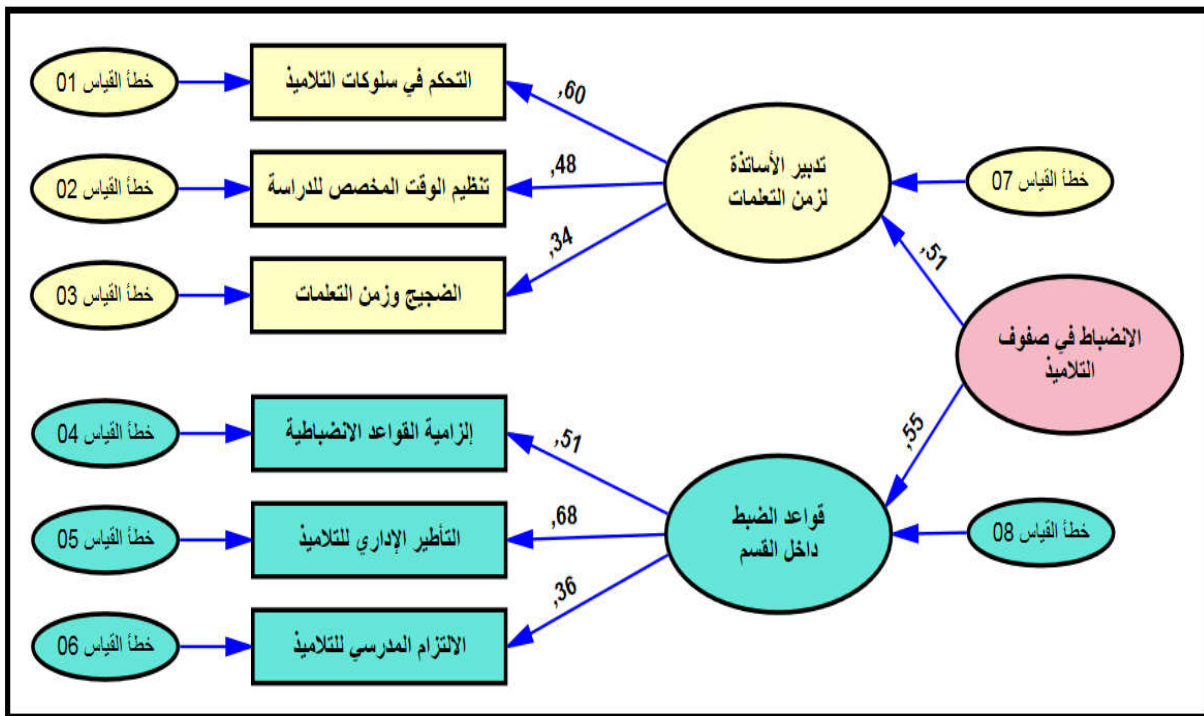 خطأ القياس 01
التحكم في سلوكات التلاميذ
,60
خطأ القياس 02
تنظيم الوقت المخصص للدراسة
,48
تدبير الأساتذة
لزمن التعلمات
خطأ القياس 07
خطأ القياس 03
الضجيج وزمن التعلمات
,34
,51
الانضباط في صفوف
التلاميذ
خطأ القياس 04
إلزامية القواعد الانضباطية
,51
,55
خطأ القياس 05
التأطير الإداري للتلاميذ
,68
قواعد الضبط
داخل القسم
خطأ القياس 08
خطأ القياس 06
الالتزام المدرسي للتلاميذ
,36